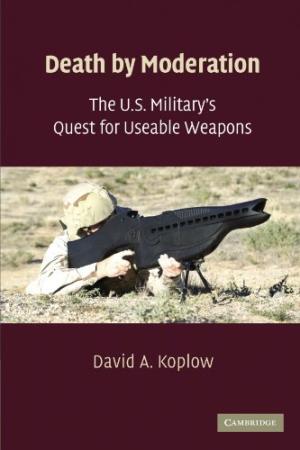 Death by Moderation
The U.S. Military's
Quest for Useable Weapons
David A. Koplow
CAMBRIDGE